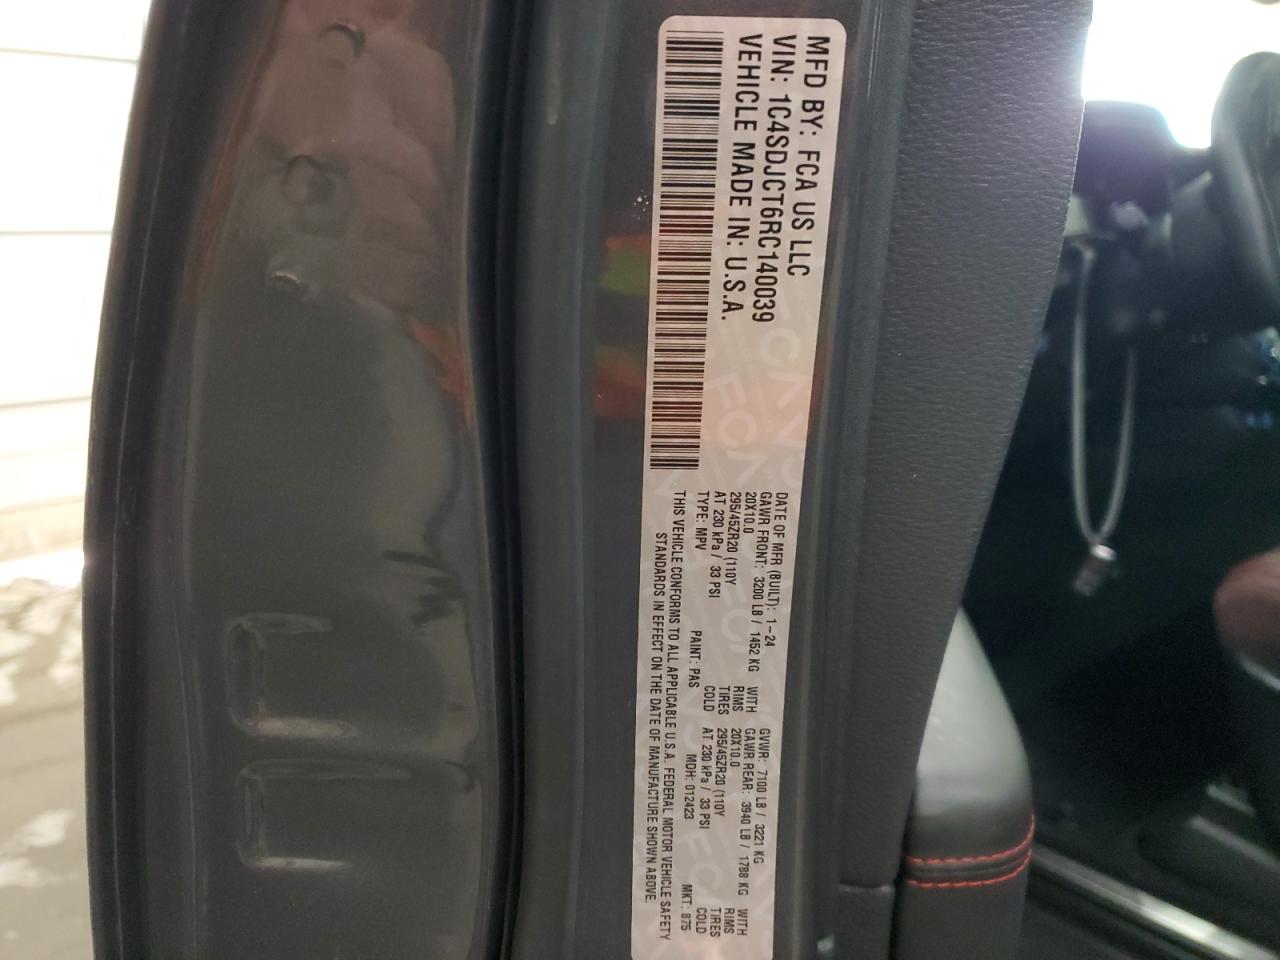 MFD BY: FCA US LLC
VIN: 1C4SDJCT6RC140039
VEHICLE MADE IN: U.S.A.
DATE OF MFR (BUILT): 1-24 GVWR: 7100 LB / 3221 KG
GAWR FRONT: 3200 LB / 1452 KG WITH GAWR REAR: 3940 LB / 1788 KG WITH
20X10.0 RIMS 20X10.0 RIMS
295/45ZR20 (110Y TIRES 295/45ZR20 (110Y TIRES
AT 230 kPa / 33 PSI COLD AT 230 kPa / 33 PSI COLD
TYPE: MPV PAINT: PAS MDH: 012423 MKT: 875
THIS VEHICLE CONFORMS TO ALL APPLICABLE U.S.A. FEDERAL MOTOR VEHICLE SAFETY
STANDARDS IN EFFECT ON THE DATE OF MANUFACTURE SHOWN ABOVE.